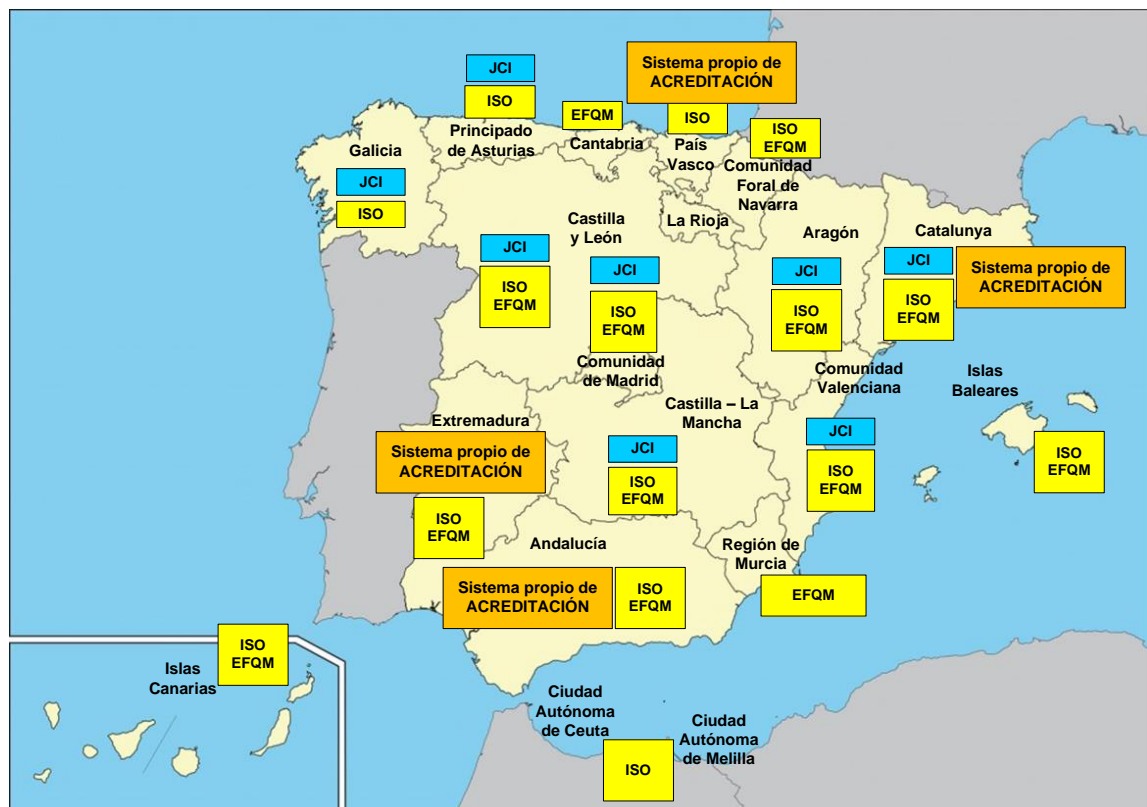 JCI
ISO
Principado
de Asturias
EFQM
Cantabria
Sistema propio de
ACREDITACIÓN
ISO
País
Vasco
ISO
EFQM
Comunidad
Foral de
Navarra
Galicia
JCI
ISO
Castilla
y León
JCI
ISO
EFQM
La Rioja
Aragón
JCI
ISO
EFQM
Catalunya
JCI
ISO
EFQM
Sistema propio de
ACREDITACIÓN
JCI
ISO
EFQM
Comunidad
de Madrid
Comunidad
Valenciana
JCI
ISO
EFQM
Islas
Baleares
ISO
EFQM
Extremadura
Sistema propio de
ACREDITACIÓN
ISO
EFQM
Castilla – La
Mancha
JCI
ISO
EFQM
Andalucía
Sistema propio de
ACREDITACIÓN
ISO
EFQM
Región de
Murcia
EFQM
ISO
EFQM
Islas
Canarias
Ciudad
Autónoma
de Ceuta
Ciudad
Autónoma
de Melilla
ISO